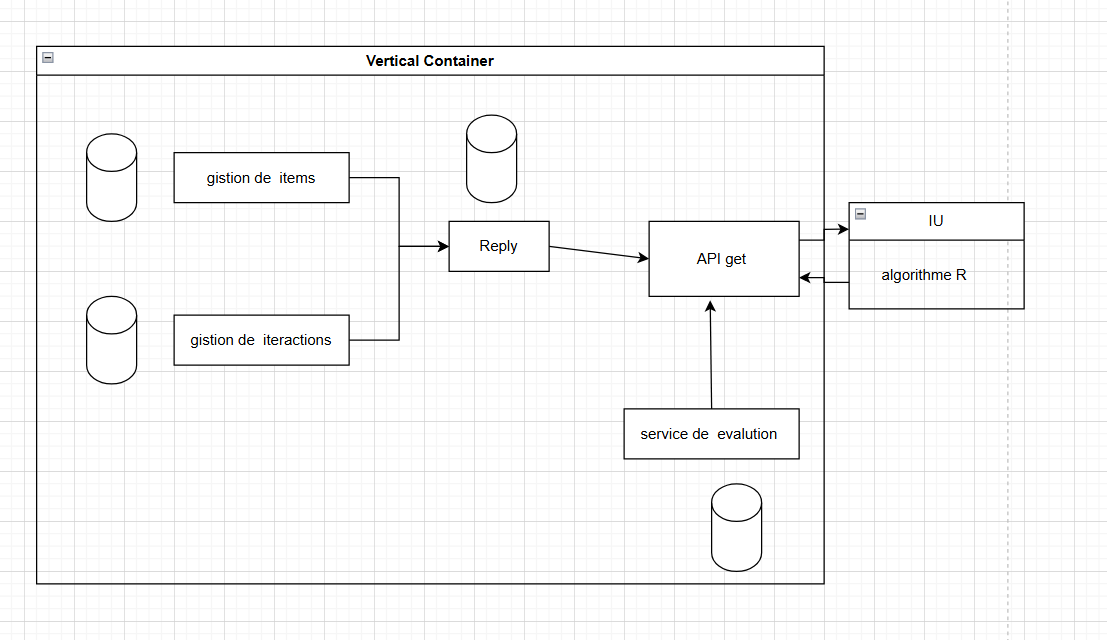 Vertical Container
gistion de items
Reply
IU
API get
algorithme R
gistion de iteractions
service de evalution